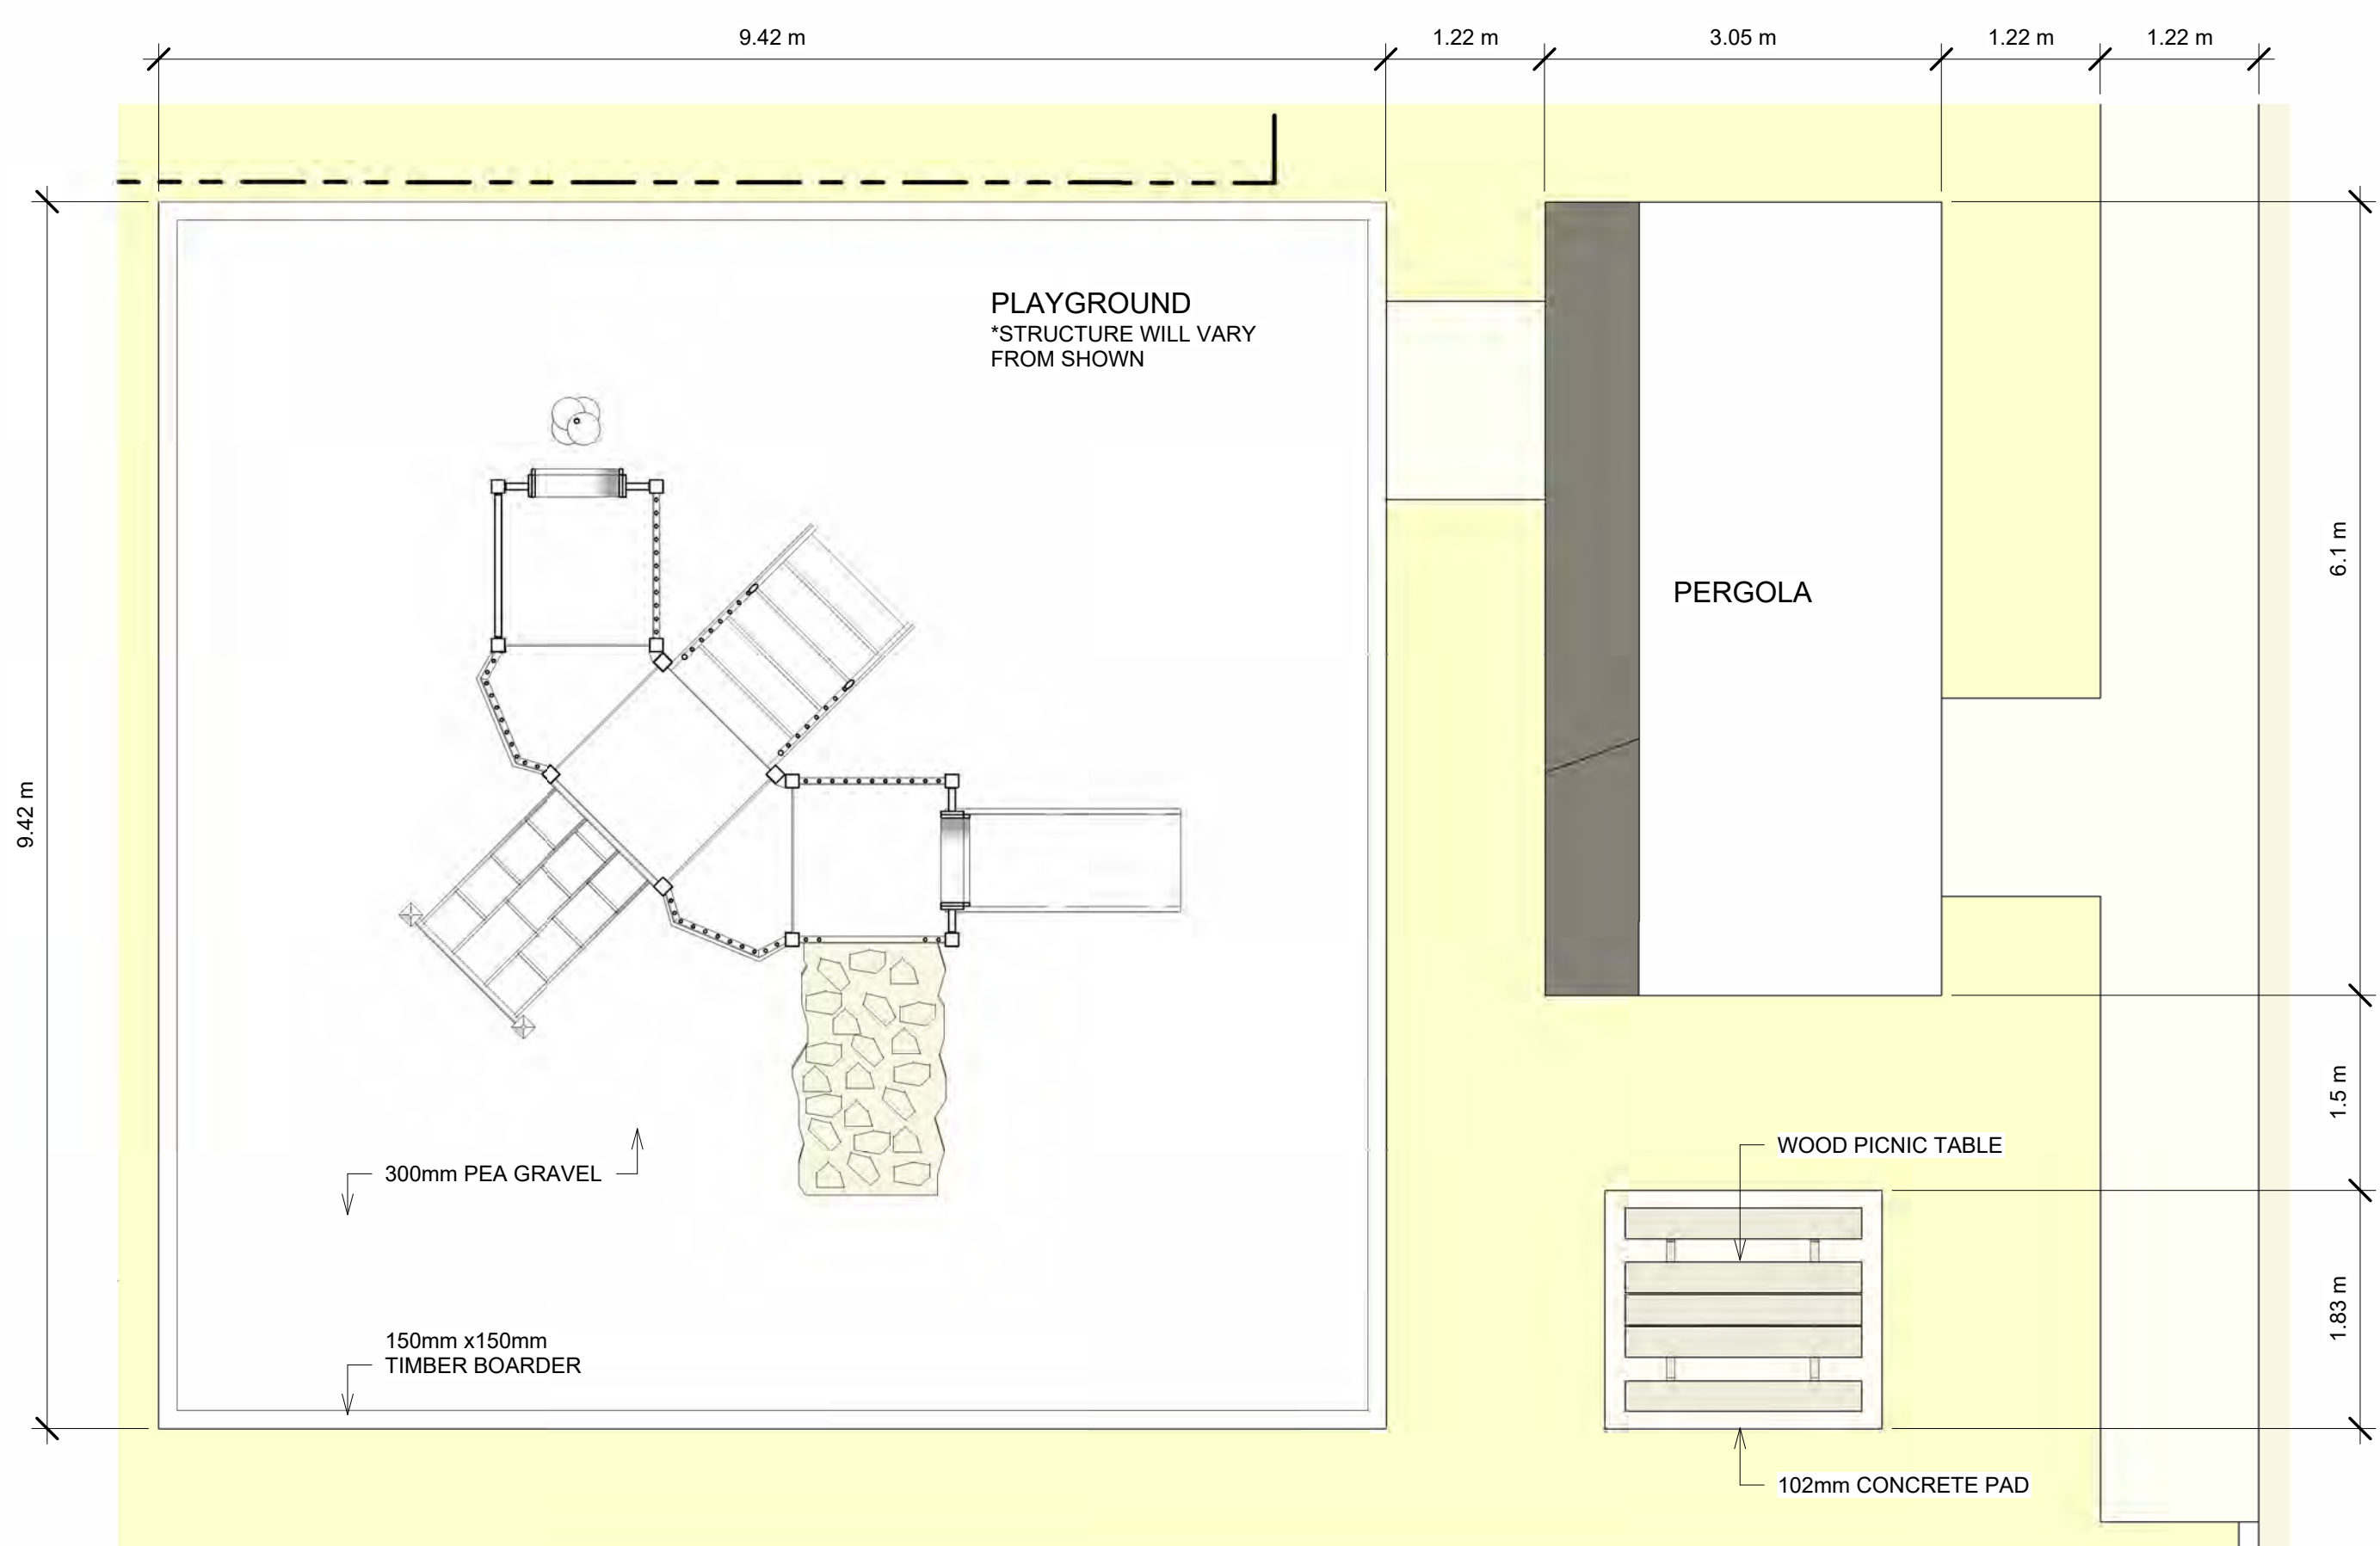 9.42 m
1.22 m
3.05 m
1.22 m
1.22 m
PLAYGROUND
*STRUCTURE WILL VARY
FROM SHOWN
PERGOLA
6.1 m
9.42 m
1.5 m
WOOD PICNIC TABLE
300mm PEA GRAVEL
1.83 m
150mm x150mm
TIMBER BOARDER
102mm CONCRETE PAD